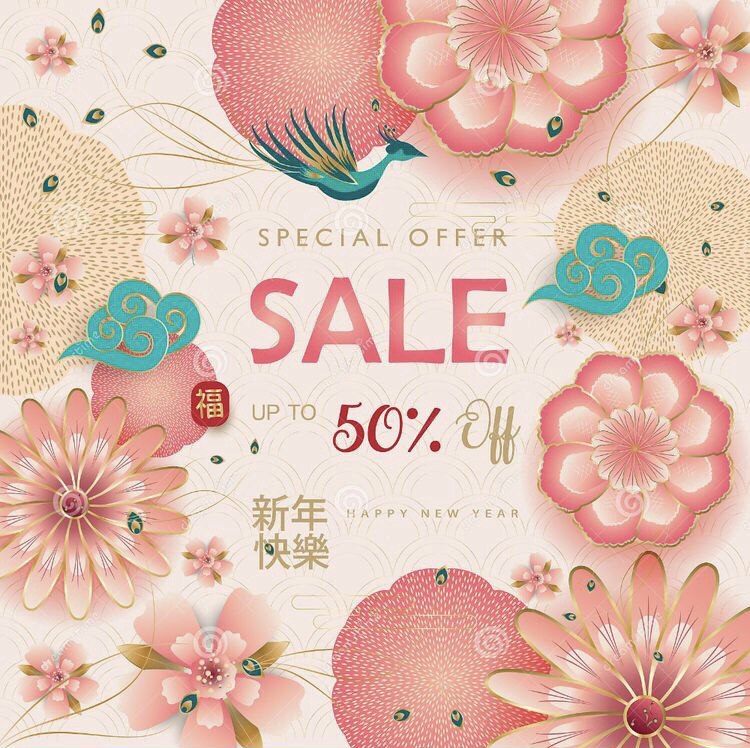 SPECIAL OFFER
SALE
福
UP TO 50% Off
新年
快樂
HAPPY NEW YEAR